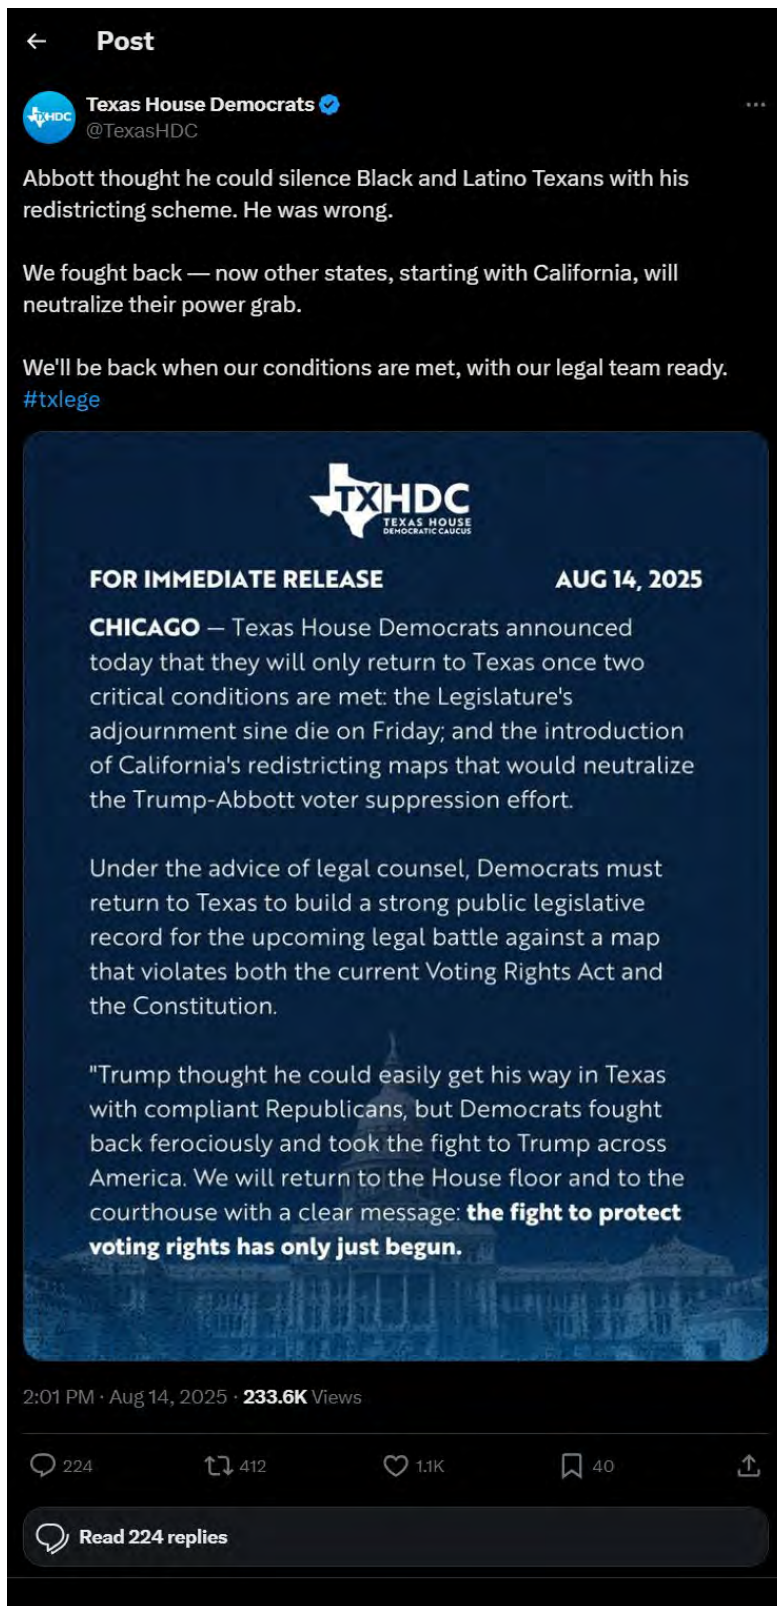 Post
Texas House Democrats
@TexasHDC
Abbott thought he could silence Black and Latino Texans with his
redistricting scheme. He was wrong.
We fought back — now other states, starting with California, will
neutralize their power grab.
We'll be back when our conditions are met, with our legal team ready.
#txlege
TXHDC
TEXAS HOUSE
DEMOCRATIC CAUCUS
FOR IMMEDIATE RELEASE AUG 14, 2025
CHICAGO — Texas House Democrats announced
today that they will only return to Texas once two
critical conditions are met: the Legislature's
adjournment sine die on Friday; and the introduction
of California's redistricting maps that would neutralize
the Trump-Abbott voter suppression effort.
Under the advice of legal counsel, Democrats must
return to Texas to build a strong public legislative
record for the upcoming legal battle against a map
that violates both the current Voting Rights Act and
the Constitution.
"Trump thought he could easily get his way in Texas
with compliant Republicans, but Democrats fought
back ferociously and took the fight to Trump across
America. We will return to the House floor and to the
courthouse with a clear message: the fight to protect
voting rights has only just begun.
2:01 PM · Aug 14, 2025 · 233.6K Views
224 412 1.1K 40
Read 224 replies